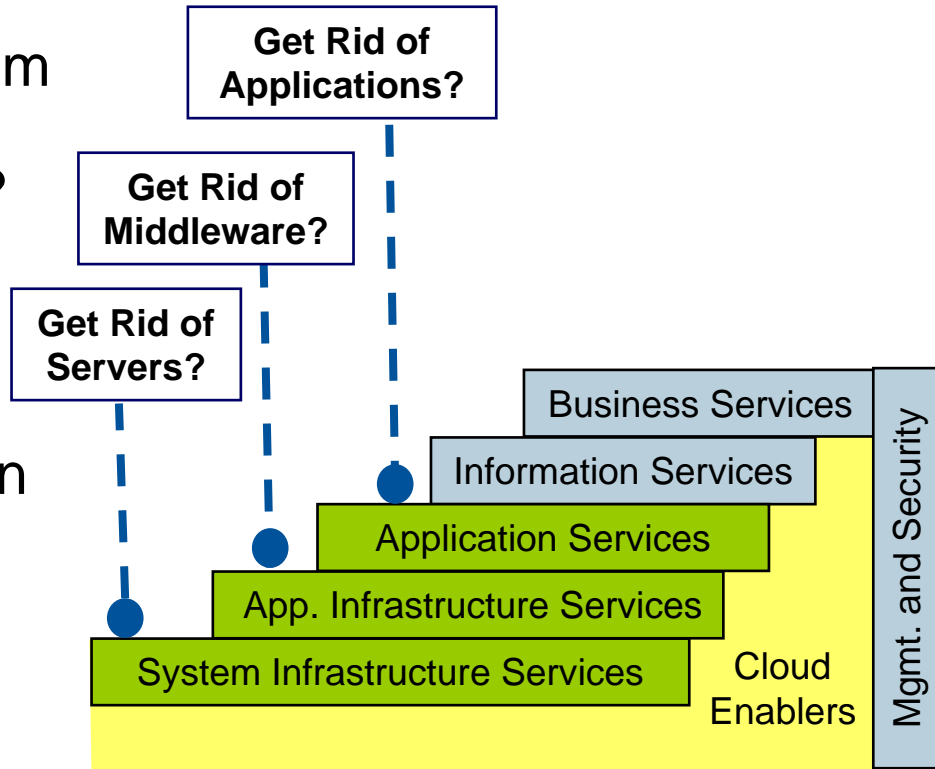 m
Get Rid of
Applications?
?
Get Rid of
Middleware?
Get Rid of
Servers?
n
Business Services
Information Services
Application Services
App. Infrastructure Services
System Infrastructure Services
Cloud
Enablers
Mgmt. and Security